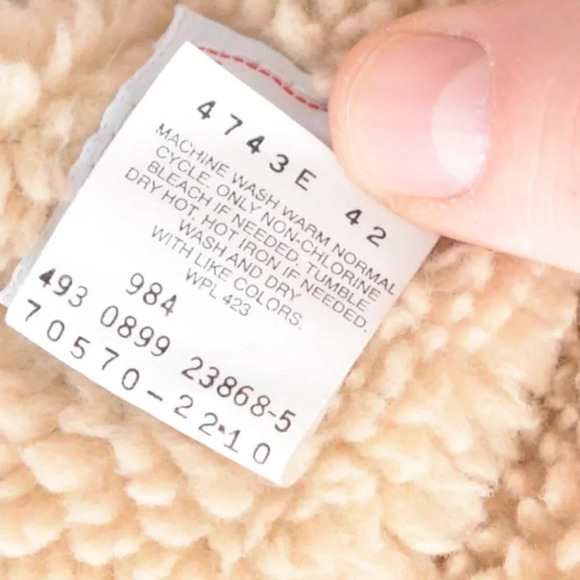 4743E 42
MACHINE WASH WARM NORMAL
CYCLE. ONLY NON-CHLORINE
BLEACH IF NEEDED. TUMBLE
DRY HOT. HOT IRON IF NEEDED.
WASH AND DRY
WITH LIKE COLORS.
WPL 423
984
493 0899 23868-5
70570-2210